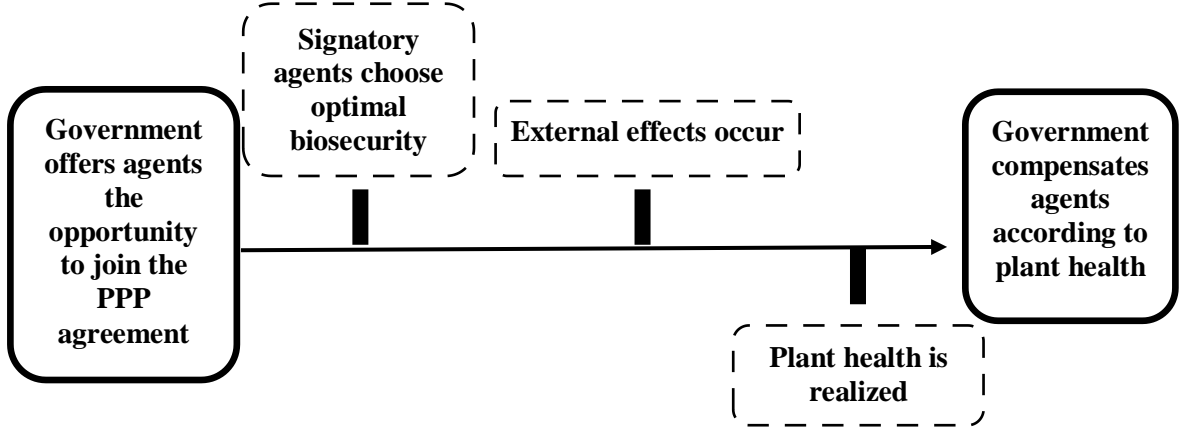 Government
offers agents
the
opportunity
to join the
PPP
agreement
Signatory
agents choose
optimal
biosecurity
External effects occur
Plant health is
realized
Government
compensates
agents
according to
plant health